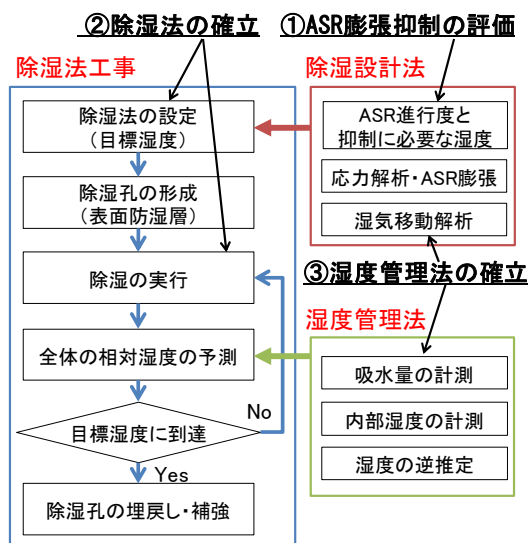 ②除湿法の確立
①ASR膨張抑制の評価
除湿法工事
除湿設計法
除湿法の設定
(目標湿度)
ASR進行度と
抑制に必要な湿度
応力解析・ASR膨張
湿気移動解析
除湿孔の形成
(表面防湿層)
除湿の実行
③湿度管理法の確立
湿度管理法
全体の相対湿度の予測
吸水量の計測
内部湿度の計測
湿度の逆推定
目標湿度に到達
No
Yes
除湿孔の埋戻し・補強